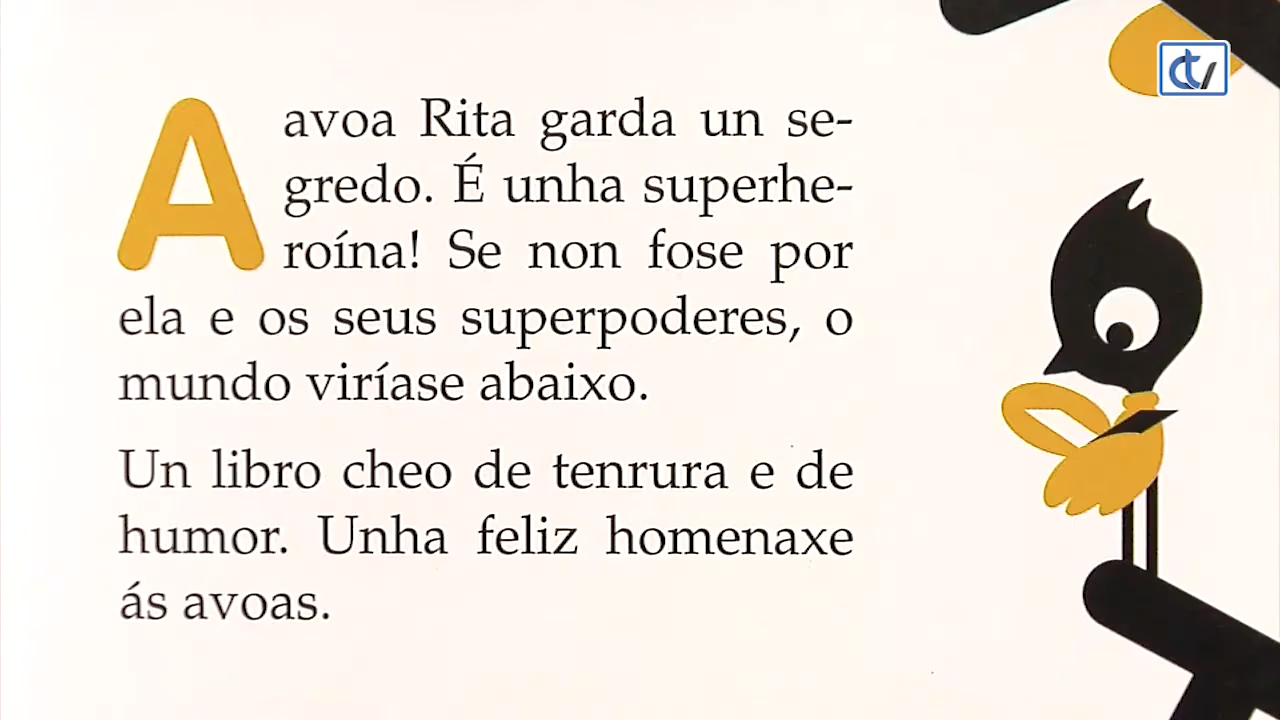 A avoa Rita garda un se-
gredo. É unha superhe-
roína! Se non fose por
ela e os seus superpoderes, o
mundo viríase abaixo.
Un libro cheo de tenrura e de
humor. Unha feliz homenaxe
ás avoas.
ctv